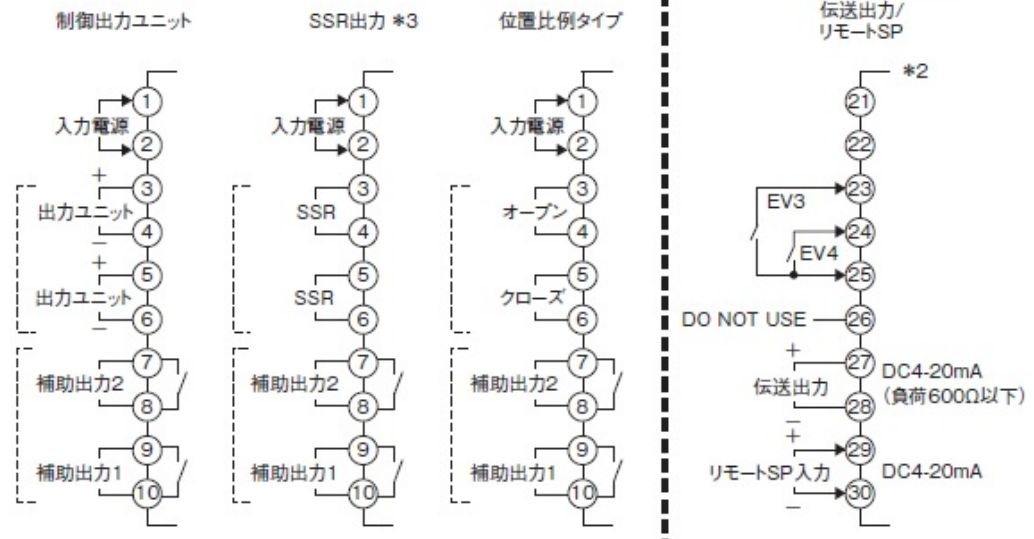 制御出力ユニット
1
入力電源
2
+
3
出力ユニット
4
−
+
5
出力ユニット
6
−
7
補助出力2
8
9
補助出力1
10
SSR出力 *3
1
入力電源
2
3
SSR
4
5
SSR
6
7
補助出力2
8
9
補助出力1
10
位置比例タイプ
1
入力電源
2
3
オープン
4
5
クローズ
6
7
補助出力2
8
9
補助出力1
10
伝送出力/
リモートSP
*2
21
22
23
EV3
24
EV4
25
DO NOT USE 26
+
27 DC4-20mA
伝送出力 (負荷600Ω以下)
28
−
+
29
リモートSP入力 DC4-20mA
30
−